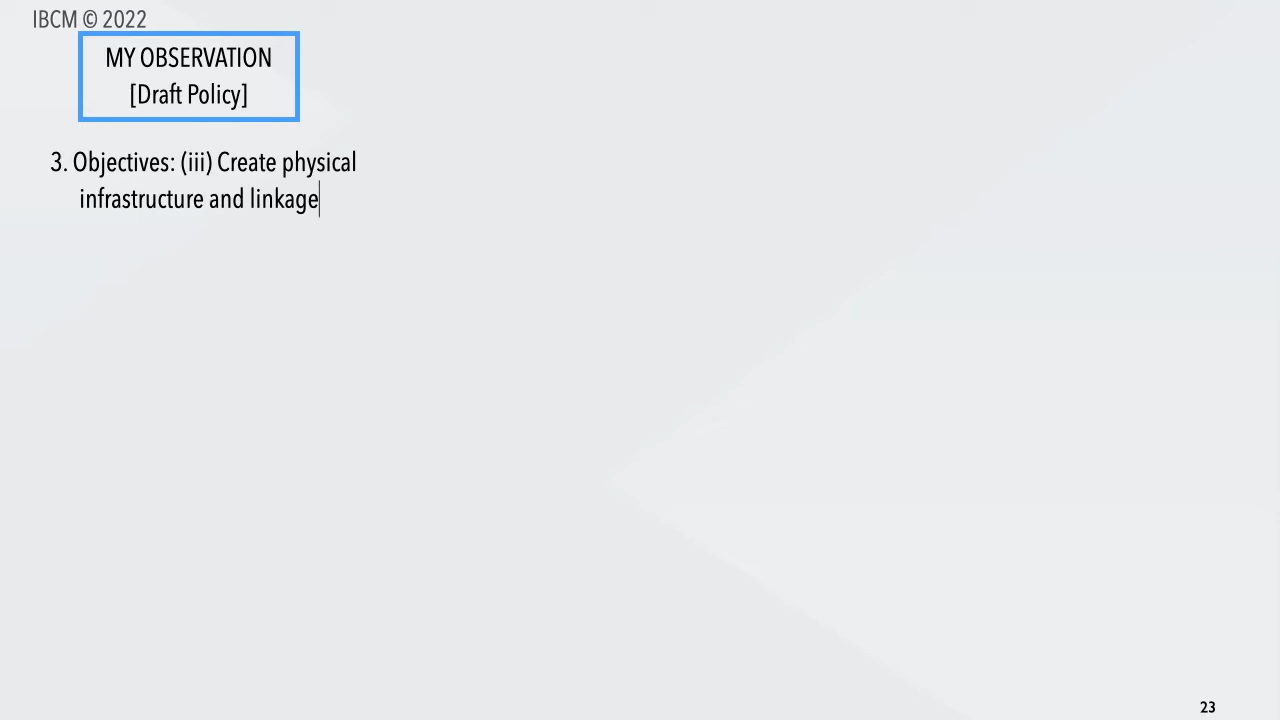 IBCM © 2022
MY OBSERVATION
[Draft Policy]
3. Objectives: (iii) Create physical
infrastructure and linkage
23